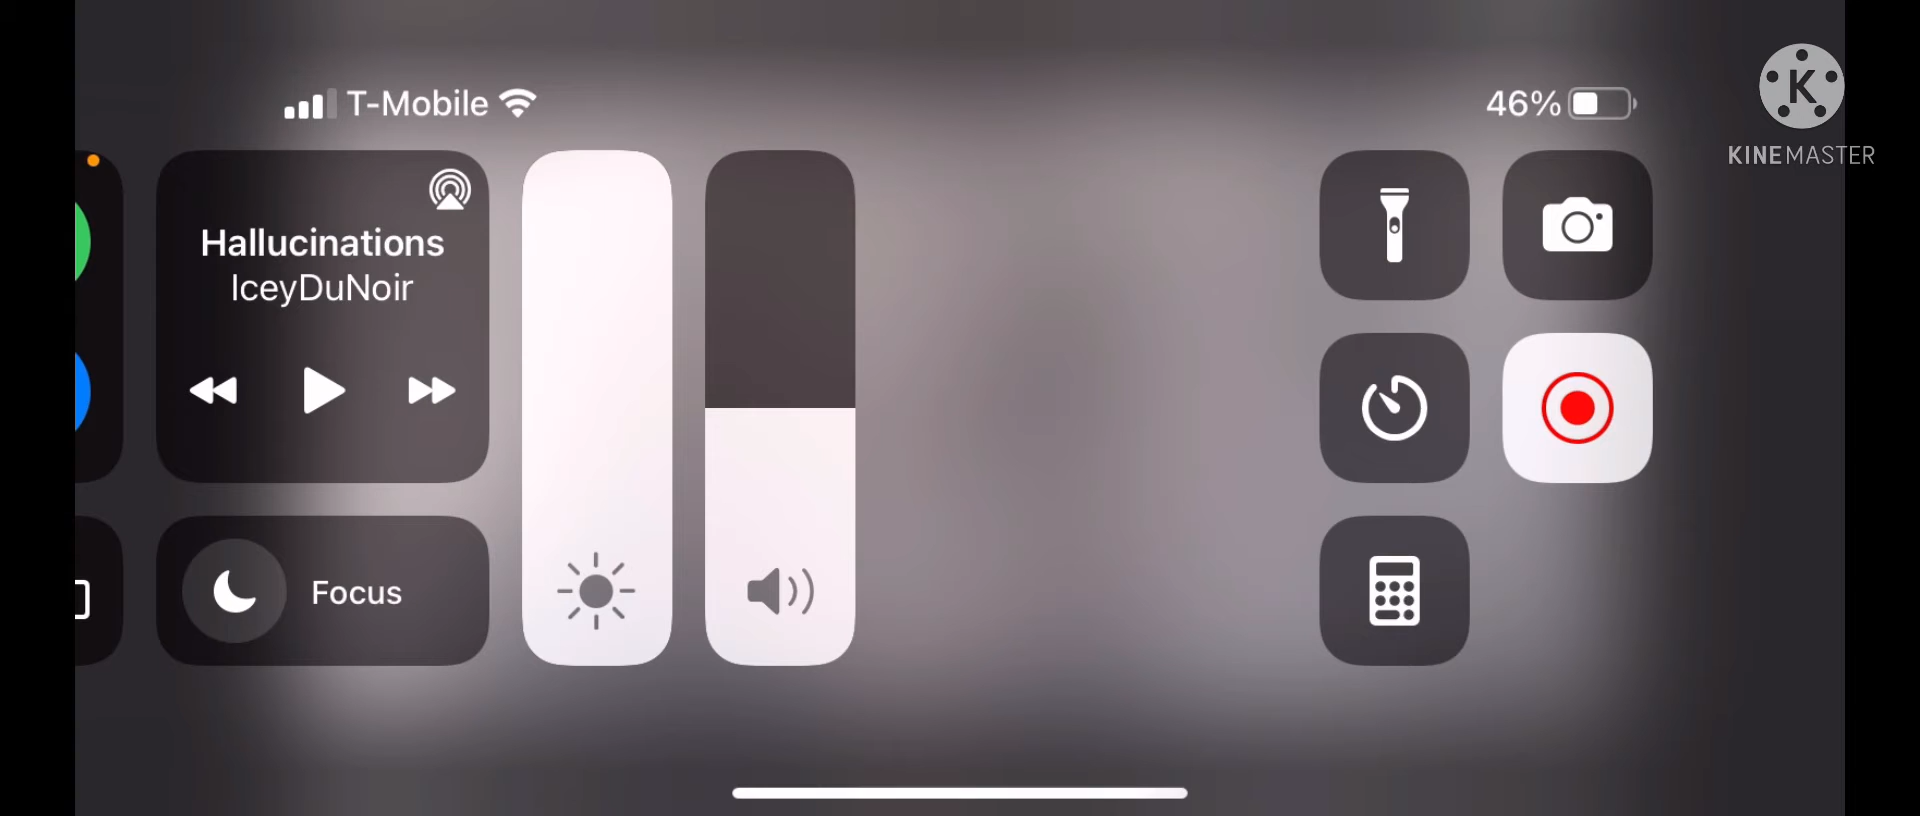 T-Mobile
46%
KINEMASTER
Hallucinations
IceyDuNoir
Focus